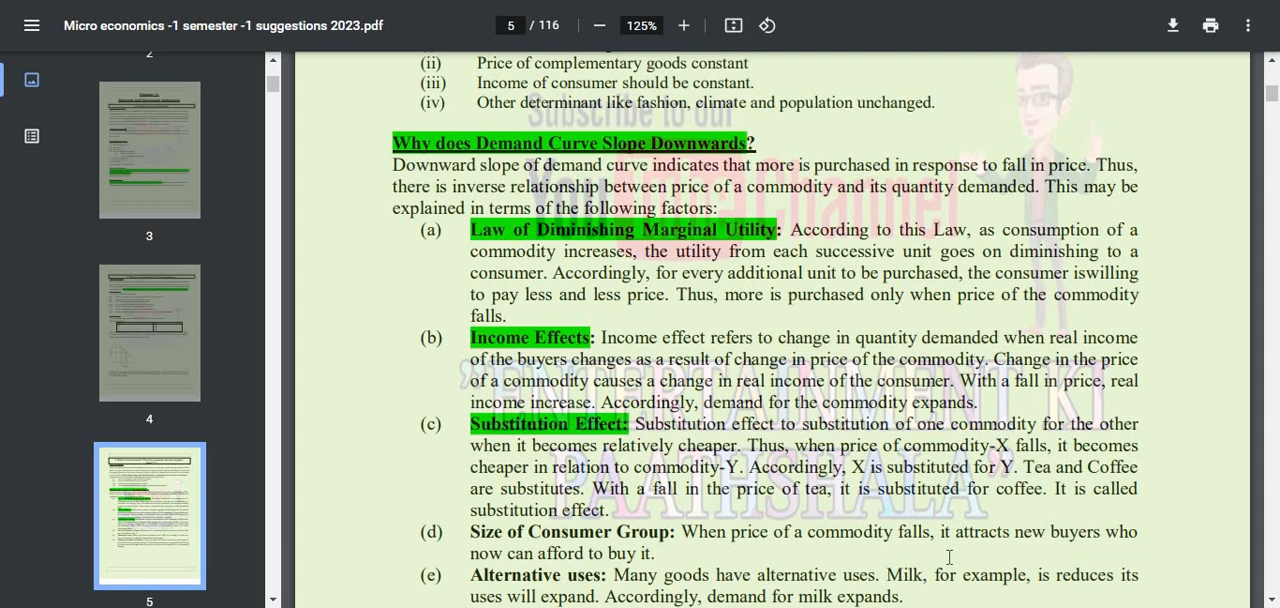 Micro economics -1 semester -1 suggestions 2023.pdf
5 / 116
125%
2
3
4
5
(ii) Price of complementary goods constant
(iii) Income of consumer should be constant.
(iv) Other determinant like fashion, climate and population unchanged.
Subscribe to our
Why does Demand Curve Slope Downwards?
Downward slope of demand curve indicates that more is purchased in response to fall in price. Thus,
there is inverse relationship between price of a commodity and its quantity demanded. This may be
explained in terms of the following factors:
(a) Law of Diminishing Marginal Utility: According to this Law, as consumption of a
commodity increases, the utility from each successive unit goes on diminishing to a
consumer. Accordingly, for every additional unit to be purchased, the consumer iswilling
to pay less and less price. Thus, more is purchased only when price of the commodity
falls.
(b) Income Effects: Income effect refers to change in quantity demanded when real income
of the buyers changes as a result of change in price of the commodity. Change in the price
of a commodity causes a change in real income of the consumer. With a fall in price, real
income increase. Accordingly, demand for the commodity expands.
(c) Substitution Effect: Substitution effect to substitution of one commodity for the other
when it becomes relatively cheaper. Thus, when price of commodity-X falls, it becomes
cheaper in relation to commodity-Y. Accordingly, X is substituted for Y. Tea and Coffee
are substitutes. With a fall in the price of tea, it is substituted for coffee. It is called
substitution effect.
(d) Size of Consumer Group: When price of a commodity falls, it attracts new buyers who
now can afford to buy it.
(e) Alternative uses: Many goods have alternative uses. Milk, for example, is reduces its
uses will expand. Accordingly, demand for milk expands.
"ENTERTAINMENT KI
PAATHSHALA"